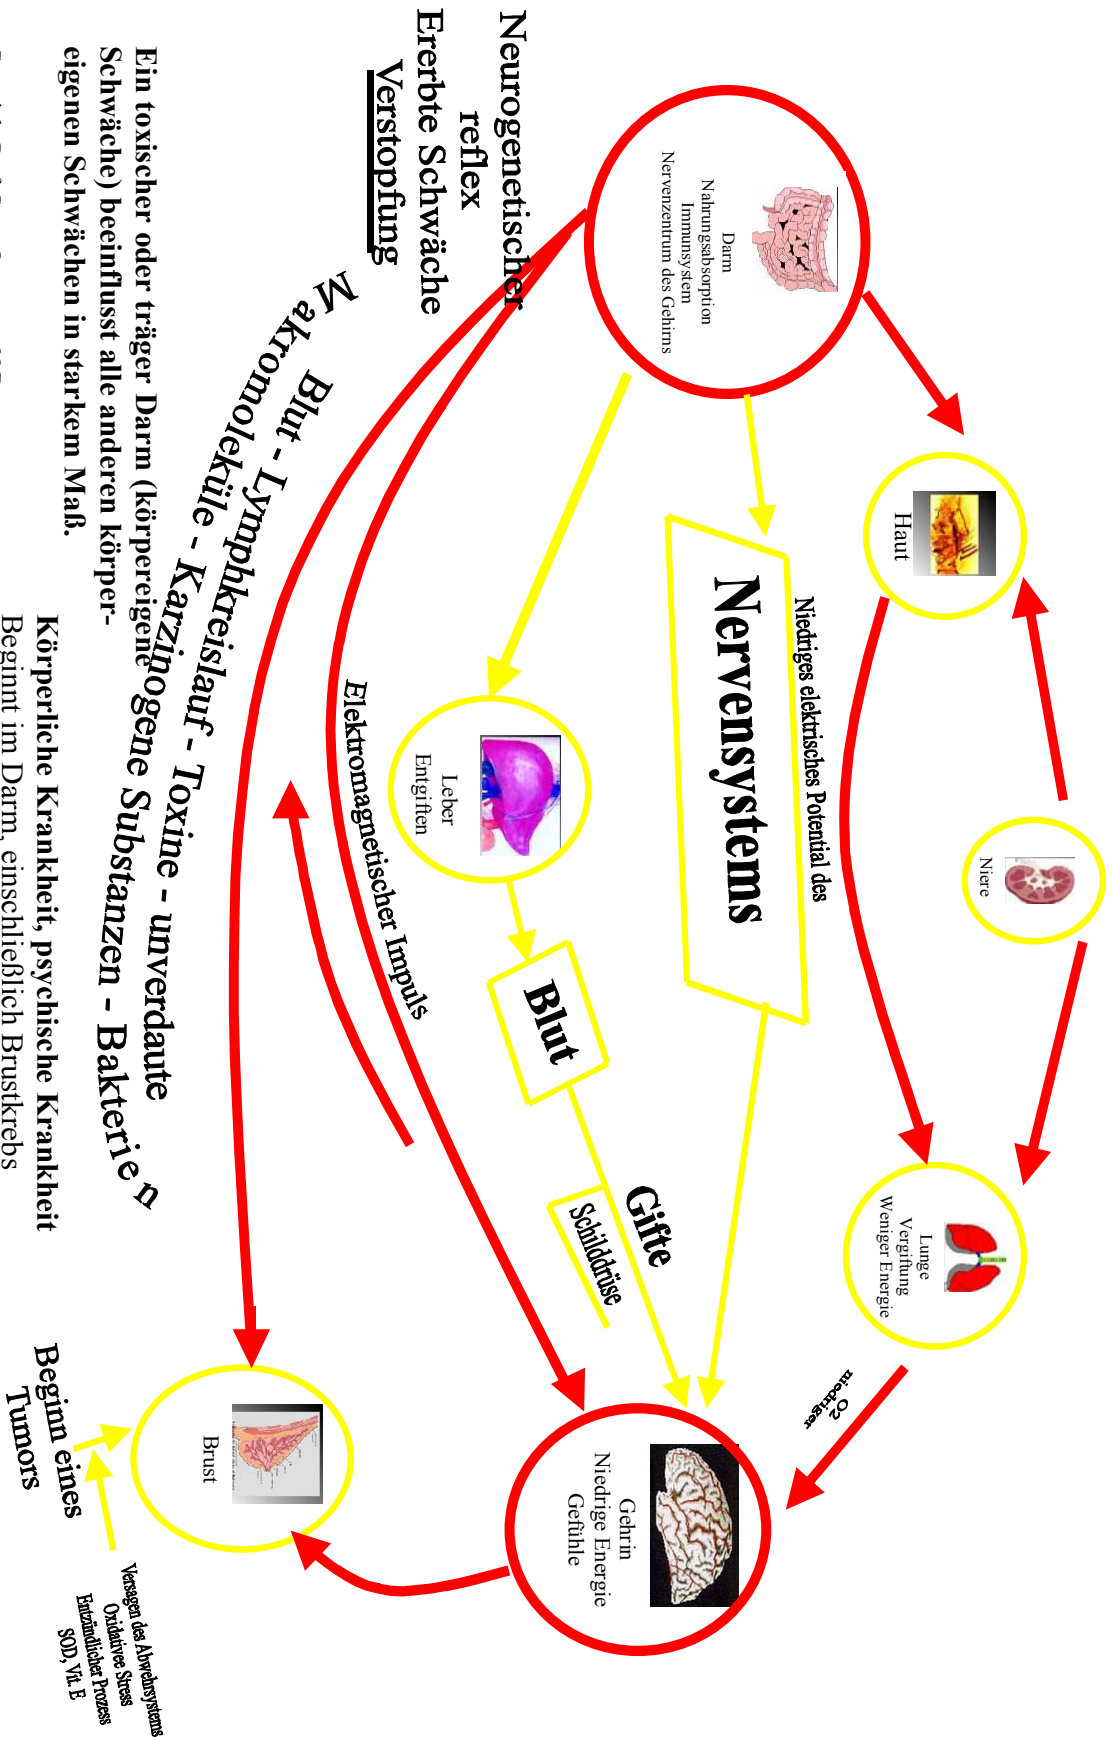 Neurogenetischer
reflex
Ererbte Schwäche
Verstopfung
Darm
Nahrungsabsorption
Immunsystem
Nervenzentrum des Gehirns
Haut
Niere
Lunge
Vergiftung
Weniger Energie
O2
niedriger
Niedriges elektrisches Potential des
Nervensystems
Leber
Entgiften
Blut
Gifte
Schilddrüse
Elektromagnetischer Impuls
Gehrin
Niedrige Energie
Gefühle
Brust
Blut - Lymphkreislauf - Toxine - unverdaute
Makromoleküle - Karzinogene Substanzen - Bakterien
Ein toxischer oder träger Darm (körpereigene
Schwäche) beeinflusst alle anderen körper-
eigenen Schwächen in starkem Maß.
Körperliche Krankheit, psychische Krankheit
Beginnt im Darm, einschließlich Brustkrebs
Beginn eines
Tumors
Versagen des Abwehrsystems
Oxidativee Stress
Entzündlicher Prozess
SOD, Vit. E